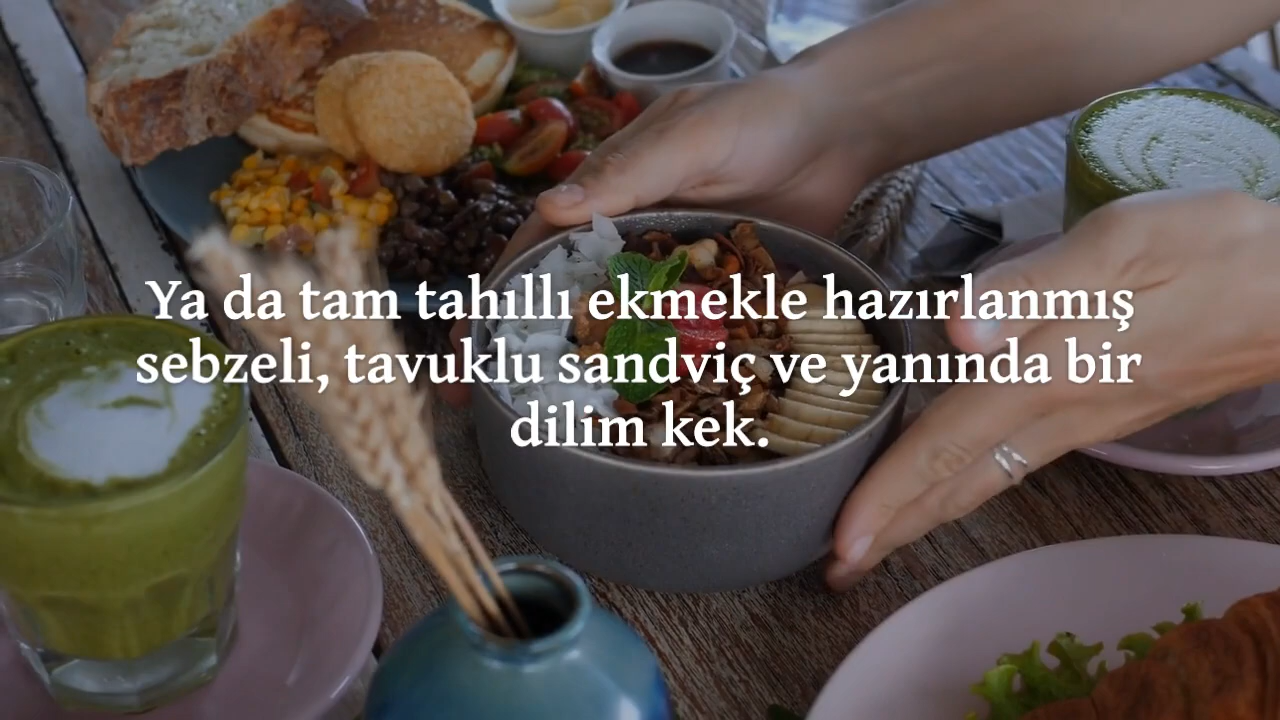 Ya da tam tahıllı ekmekle hazırlanmış
sebzeli, tavuklu sandviç ve yanında bir
dilim kek.